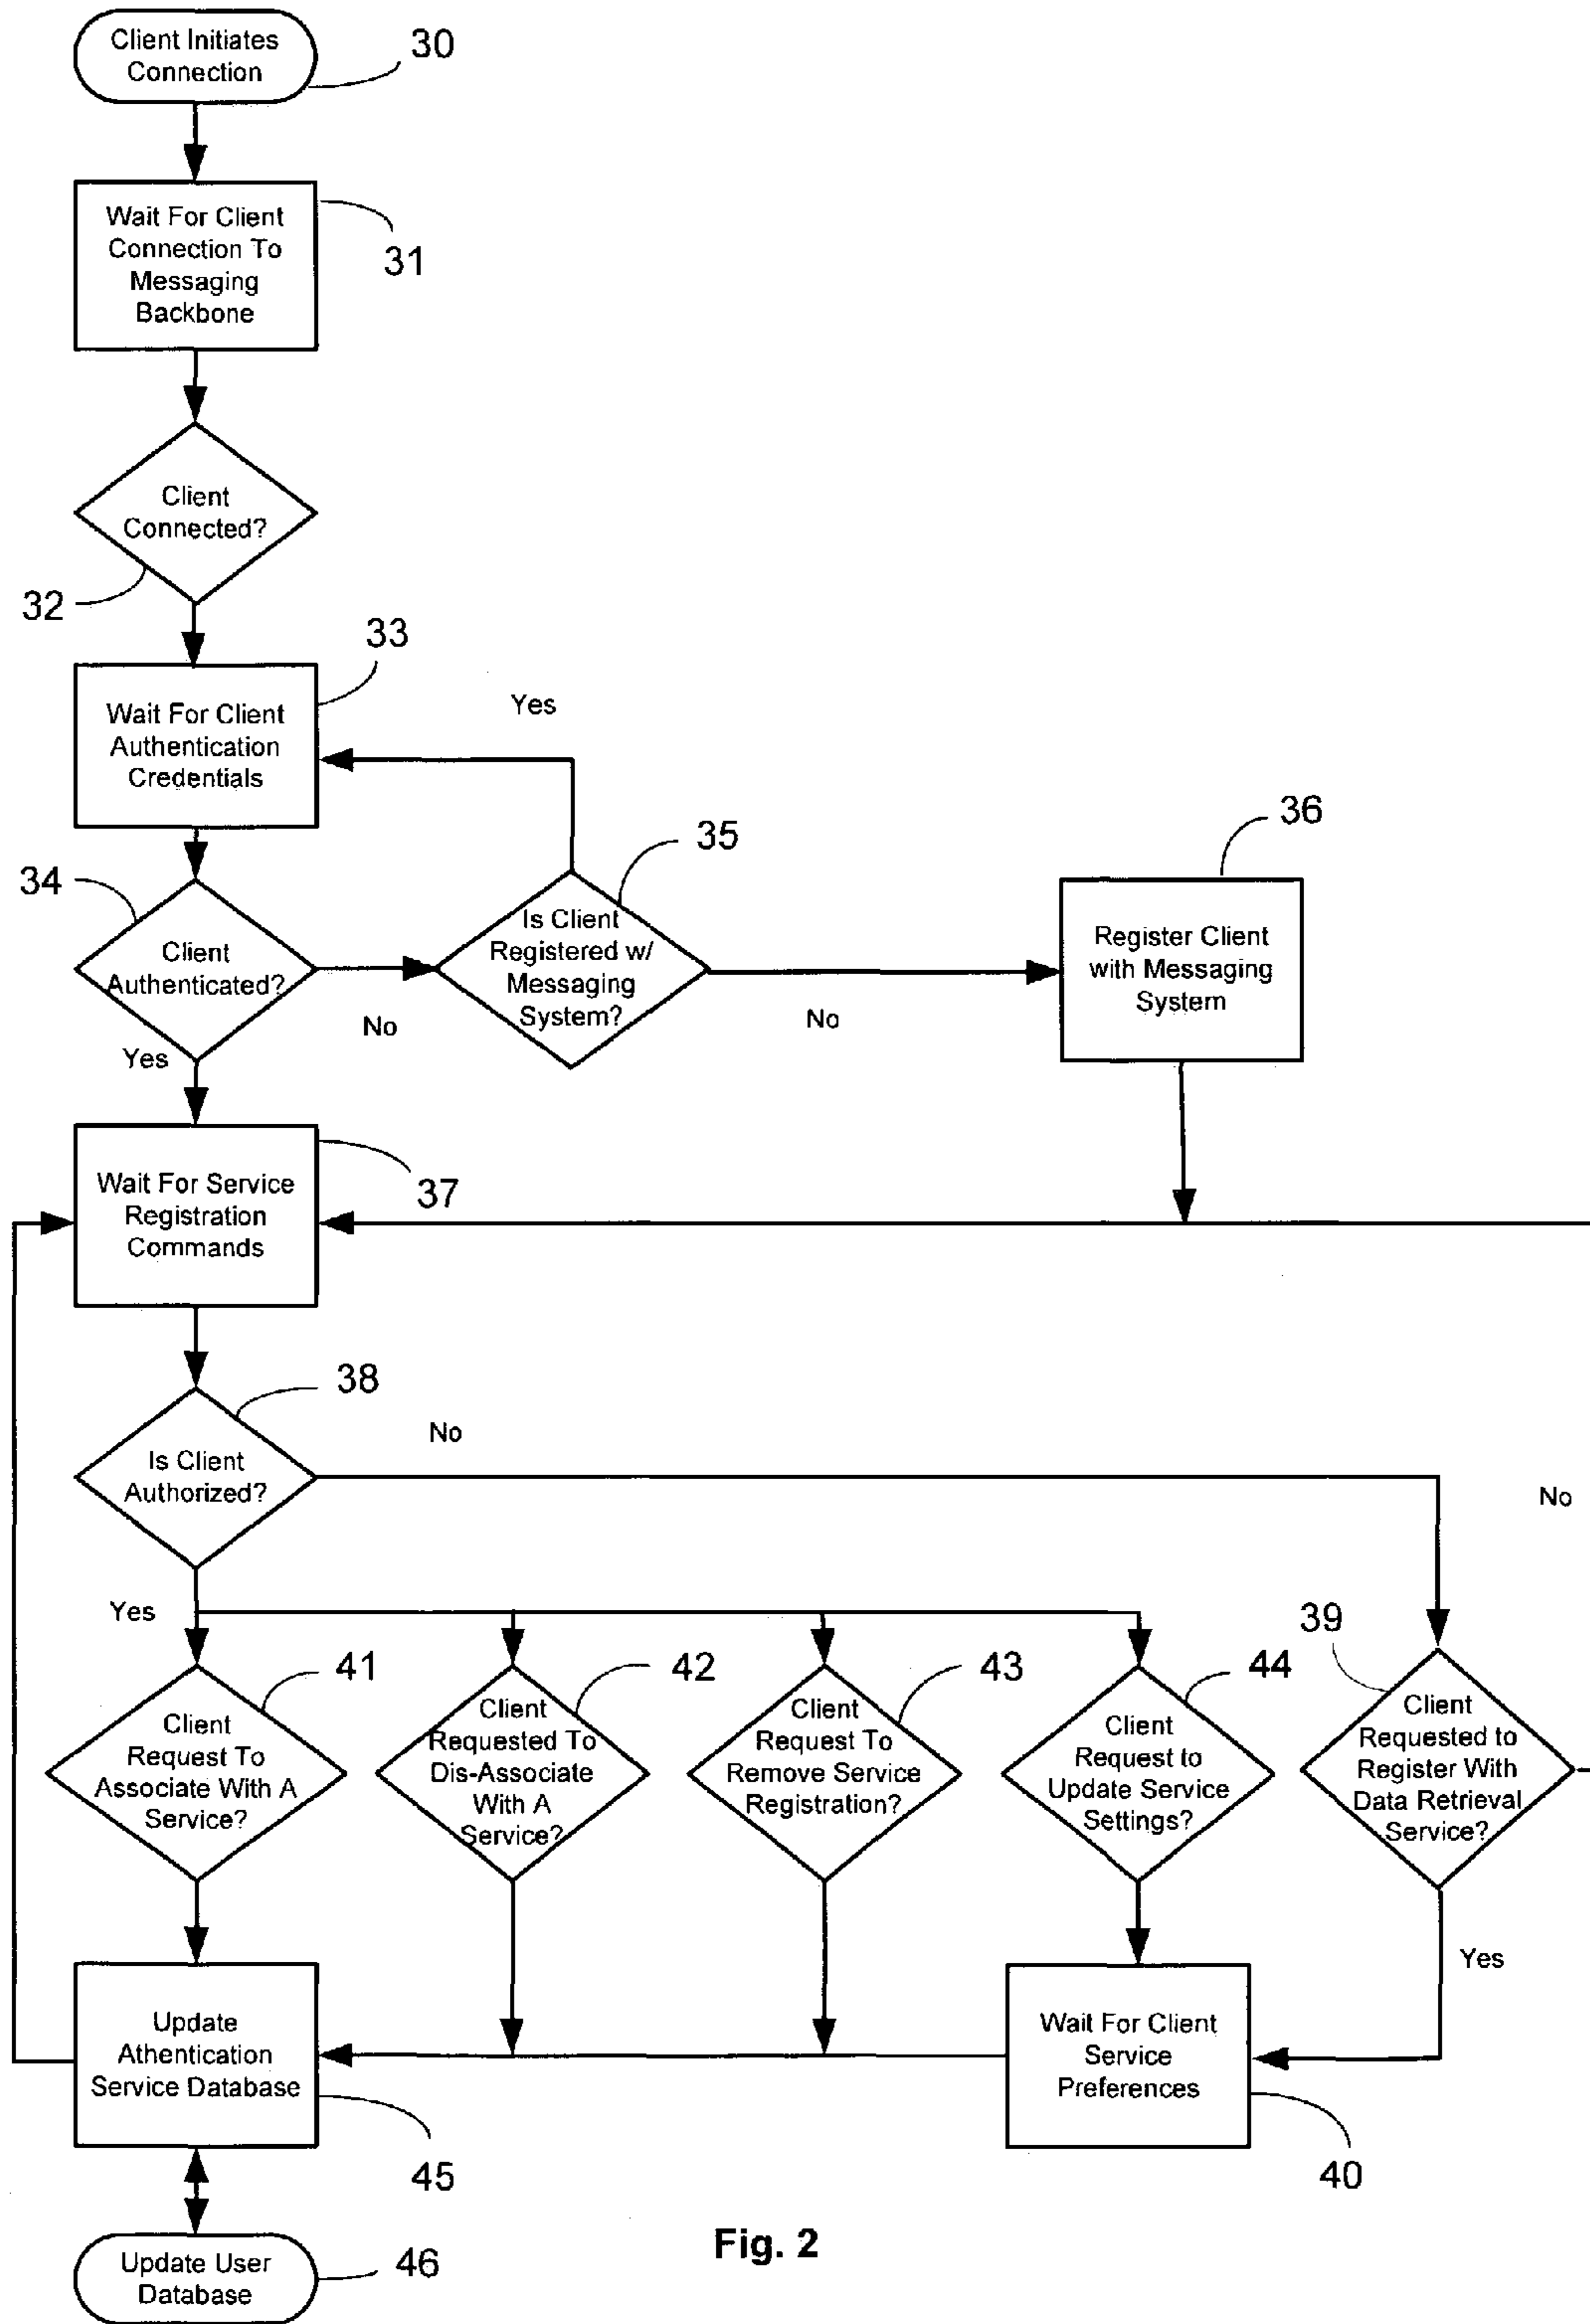 Client Initiates
Connection
30
Wait For Client
Connection To
Messaging
Backbone
31
Client
Connected?
32
33
Wait For Client
Authentication
Credentials
Yes
34
Client
Authenticated?
No
Yes
35
Is Client
Registered w/
Messaging
System?
No
36
Register Client
with Messaging
System
Wait For Service
Registration
Commands
37
38
Is Client
Authorized?
No
No
Yes
41
Client
Request To
Associate With A
Service?
42
Client
Requested To
Dis-Associate
With A
Service?
43
Client
Request To
Remove Service
Registration?
44
Client
Request to
Update Service
Settings?
39
Client
Requested to
Register With
Data Retrieval
Service?
Yes
Update
Athentication
Service Database
45
Wait For Client
Service
Preferences
40
Update User
Database
46
Fig. 2